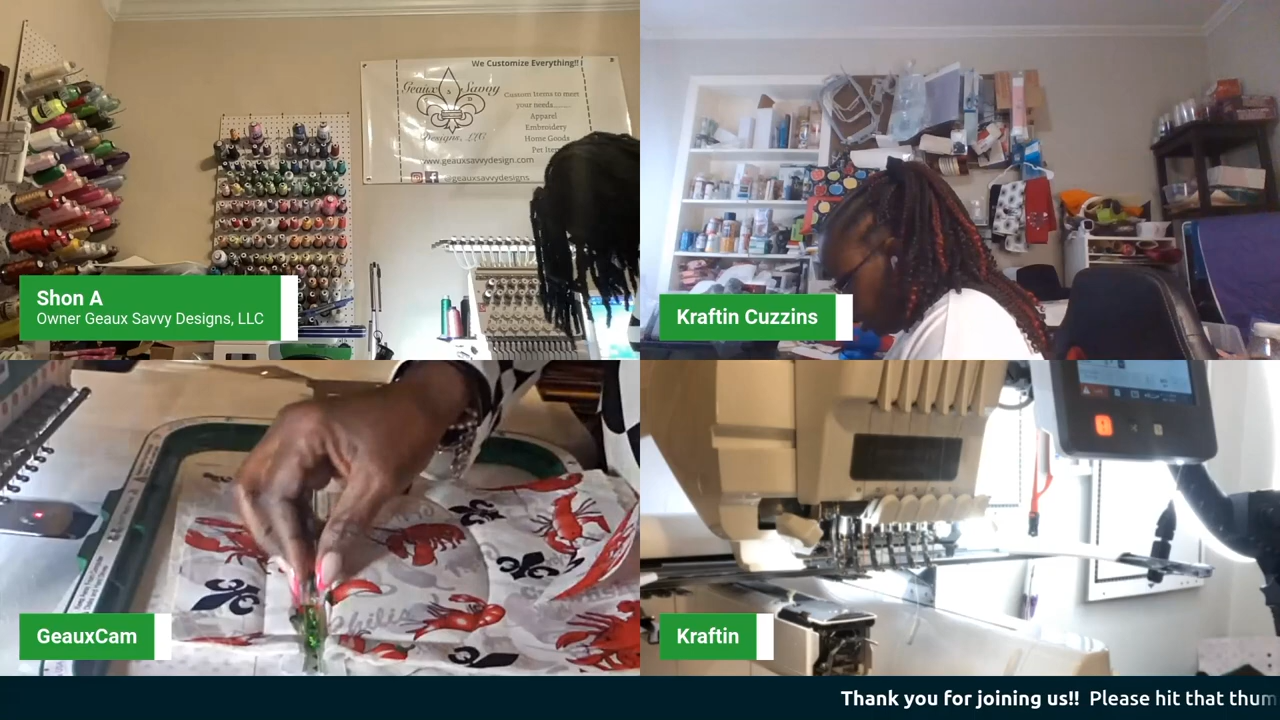 We Customize Everything!!
Geaux Savvy
Designs, LLC
Custom Items to meet
your needs.........
Apparel
Embroidery
Home Goods
Pet Item
www.geauxsavvydesign.com
@geauxsavvydesigns
Shon A
Owner Geaux Savvy Designs, LLC
Kraftin Cuzzins
GeauxCam
Kraftin
Thank you for joining us!! Please hit that thum